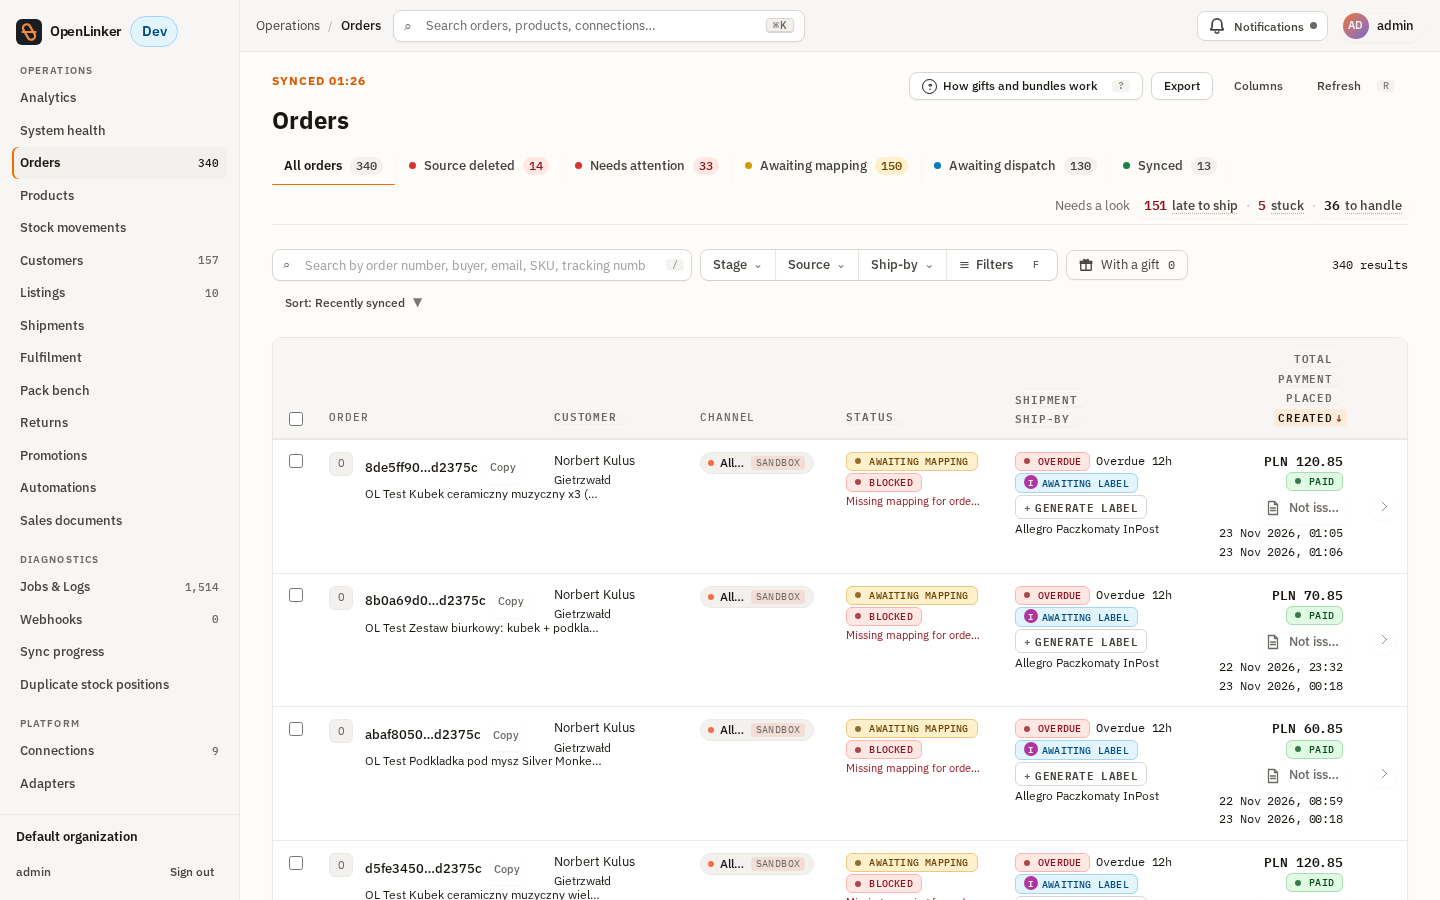 OpenLinker Dev
OPERATIONS
Analytics
System health
Orders 340
Products
Stock movements
Customers 157
Listings 10
Shipments
Fulfilment
Pack bench
Returns
Promotions
Automations
Sales documents
DIAGNOSTICS
Jobs & Logs 1,514
Webhooks 0
Sync progress
Duplicate stock positions
PLATFORM
Connections 9
Adapters
Default organization
admin Sign out
Operations / Orders
Search orders, products, connections... ⌘K
Notifications
AD admin
SYNCED 01:26
Orders
How gifts and bundles work ?
Export
Columns
Refresh R
All orders 340
Source deleted 14
Needs attention 33
Awaiting mapping 150
Awaiting dispatch 130
Synced 13
Needs a look 151 late to ship · 5 stuck · 36 to handle
Search by order number, buyer, email, SKU, tracking numb /
Stage
Source
Ship-by
Filters F
With a gift 0
340 results
Sort: Recently synced ▼
ORDER
CUSTOMER
CHANNEL
STATUS
SHIPMENT
SHIP-BY
TOTAL
PAYMENT
PLACED
CREATED ↓
O
8de5ff90…d2375c Copy
OL Test Kubek ceramiczny muzyczny x3 (…
Norbert Kulus
Gietrzwałd
All… SANDBOX
AWAITING MAPPING
BLOCKED
Missing mapping for orde…
OVERDUE Overdue 12h
I AWAITING LABEL
+ GENERATE LABEL
Allegro Paczkomaty InPost
PLN 120.85
PAID
Not iss…
23 Nov 2026, 01:05
23 Nov 2026, 01:06
O
8b0a69d0…d2375c Copy
OL Test Zestaw biurkowy: kubek + podkla…
Norbert Kulus
Gietrzwałd
All… SANDBOX
AWAITING MAPPING
BLOCKED
Missing mapping for orde…
OVERDUE Overdue 12h
I AWAITING LABEL
+ GENERATE LABEL
Allegro Paczkomaty InPost
PLN 70.85
PAID
Not iss…
22 Nov 2026, 23:32
23 Nov 2026, 00:18
O
abaf8050…d2375c Copy
OL Test Podkladka pod mysz Silver Monke…
Norbert Kulus
Gietrzwałd
All… SANDBOX
AWAITING MAPPING
BLOCKED
Missing mapping for orde…
OVERDUE Overdue 12h
I AWAITING LABEL
+ GENERATE LABEL
Allegro Paczkomaty InPost
PLN 60.85
PAID
Not iss…
22 Nov 2026, 08:59
23 Nov 2026, 00:18
O
d5fe3450…d2375c Copy
OL Test Kubek ceramiczny muzyczny wiel…
Norbert Kulus
Gietrzwałd
All… SANDBOX
AWAITING MAPPING
BLOCKED
OVERDUE Overdue 12h
I AWAITING LABEL
PLN 120.85
PAID